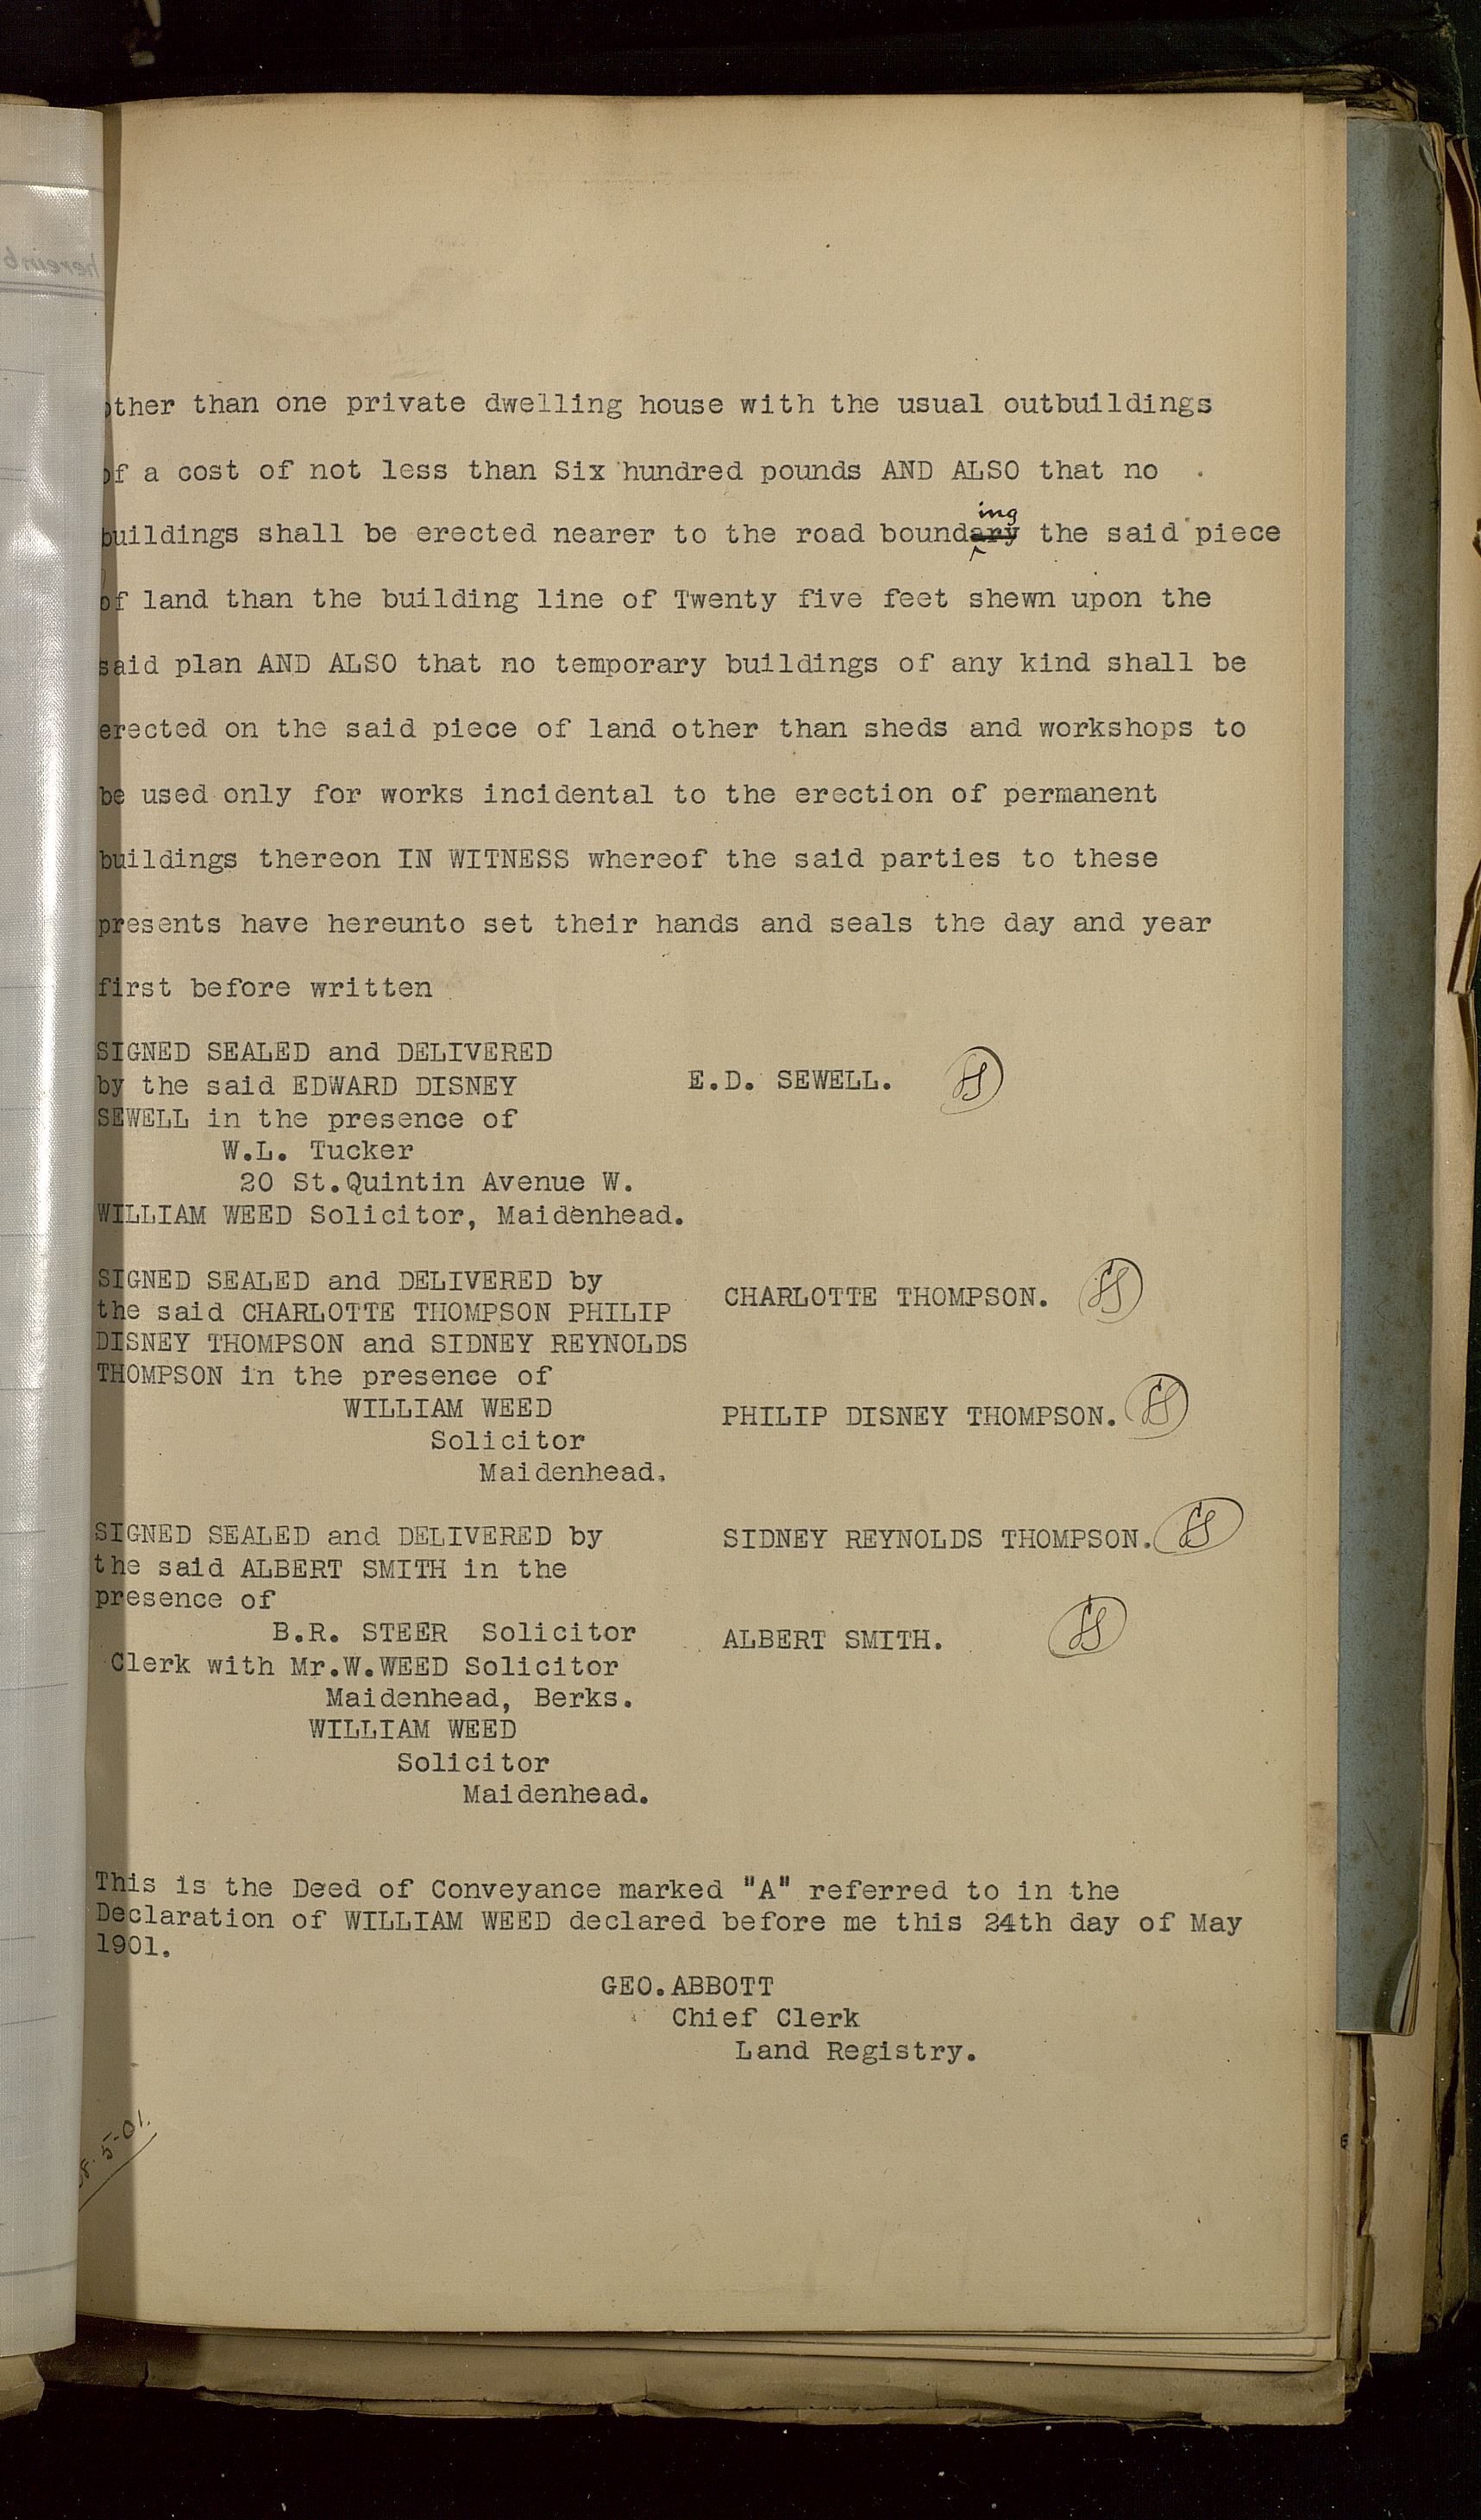 other than one private dwelling house with the usual outbuildings
of a cost of not less than Six hundred pounds AND ALSO that no
buildings shall be erected nearer to the road bounding the said piece
of land than the building line of Twenty five feet shewn upon the
said plan AND ALSO that no temporary buildings of any kind shall be
erected on the said piece of land other than sheds and workshops to
be used only for works incidental to the erection of permanent
buildings thereon IN WITNESS whereof the said parties to these
presents have hereunto set their hands and seals the day and year
first before written
SIGNED SEALED and DELIVERED
by the said EDWARD DISNEY
SEWELL in the presence of
W.L. Tucker
20 St.Quintin Avenue W.
WILLIAM WEED Solicitor, Maidenhead.
E.D. SEWELL.
SIGNED SEALED and DELIVERED by
the said CHARLOTTE THOMPSON PHILIP
DISNEY THOMPSON and SIDNEY REYNOLDS
THOMPSON in the presence of
WILLIAM WEED
Solicitor
Maidenhead.
CHARLOTTE THOMPSON.
PHILIP DISNEY THOMPSON.
SIDNEY REYNOLDS THOMPSON.
SIGNED SEALED and DELIVERED by
the said ALBERT SMITH in the
presence of
B.R. STEER Solicitor
Clerk with Mr.W.WEED Solicitor
Maidenhead, Berks.
WILLIAM WEED
Solicitor
Maidenhead.
ALBERT SMITH.
This is the Deed of Conveyance marked "A" referred to in the
Declaration of WILLIAM WEED declared before me this 24th day of May
1901.
GEO.ABBOTT
Chief Clerk
Land Registry.